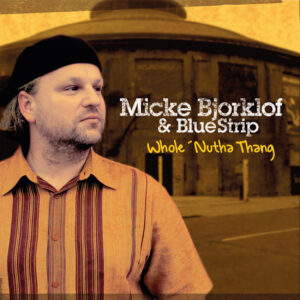 Micke Bjorklof
& BlueStrip
Whole ´Nutha Thang